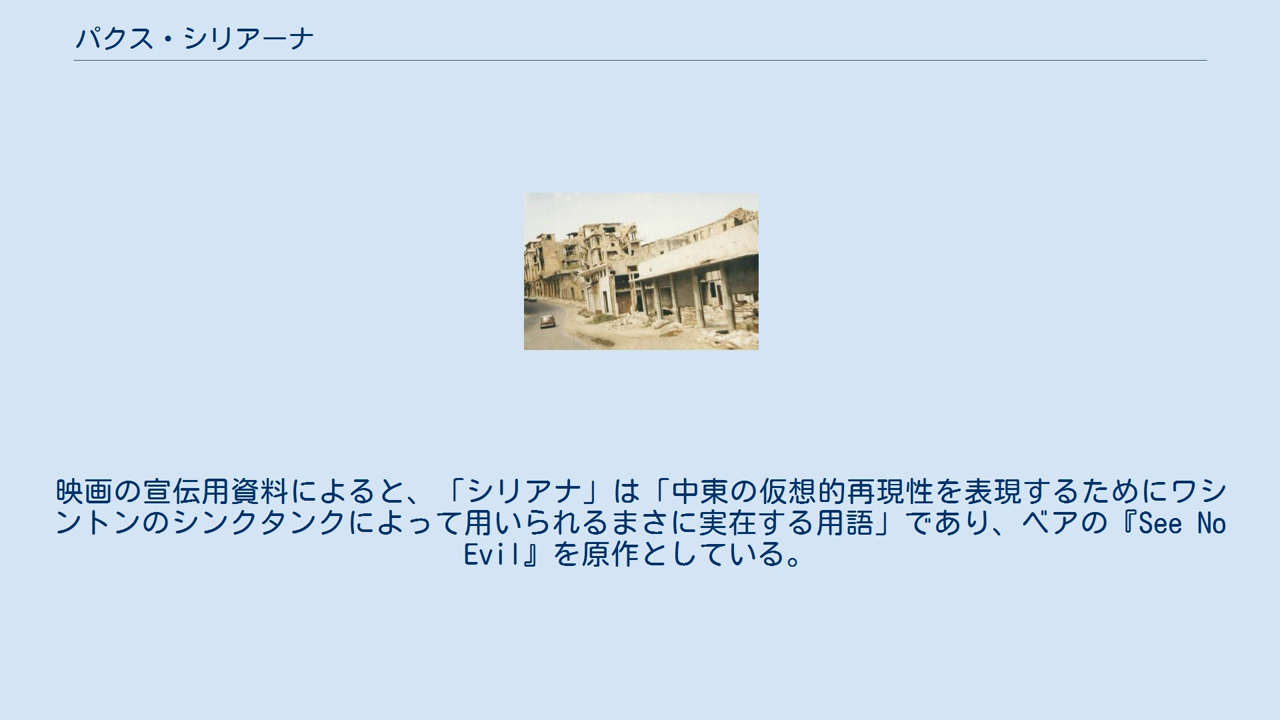 パクス・シリアーナ
映画の宣伝用資料によると、「シリアナ」は「中東の仮想的再現性を表現するためにワシ
ントンのシンクタンクによって用いられるまさに実在する用語」であり、ベアの『See No
Evil』を原作としている。